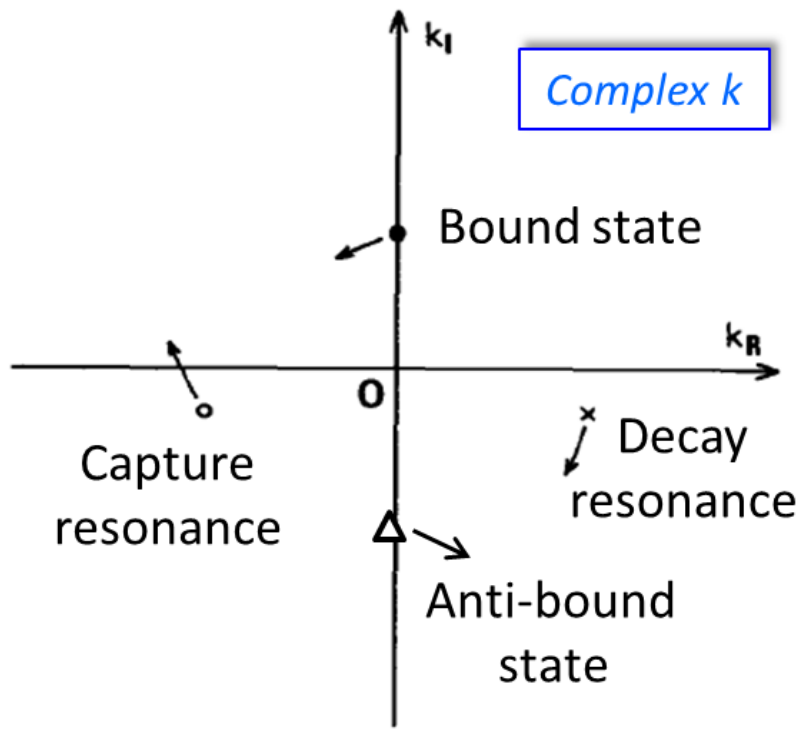 k_I
Complex k
Bound state
k_R
O
Capture
resonance
Decay
resonance
Anti-bound
state